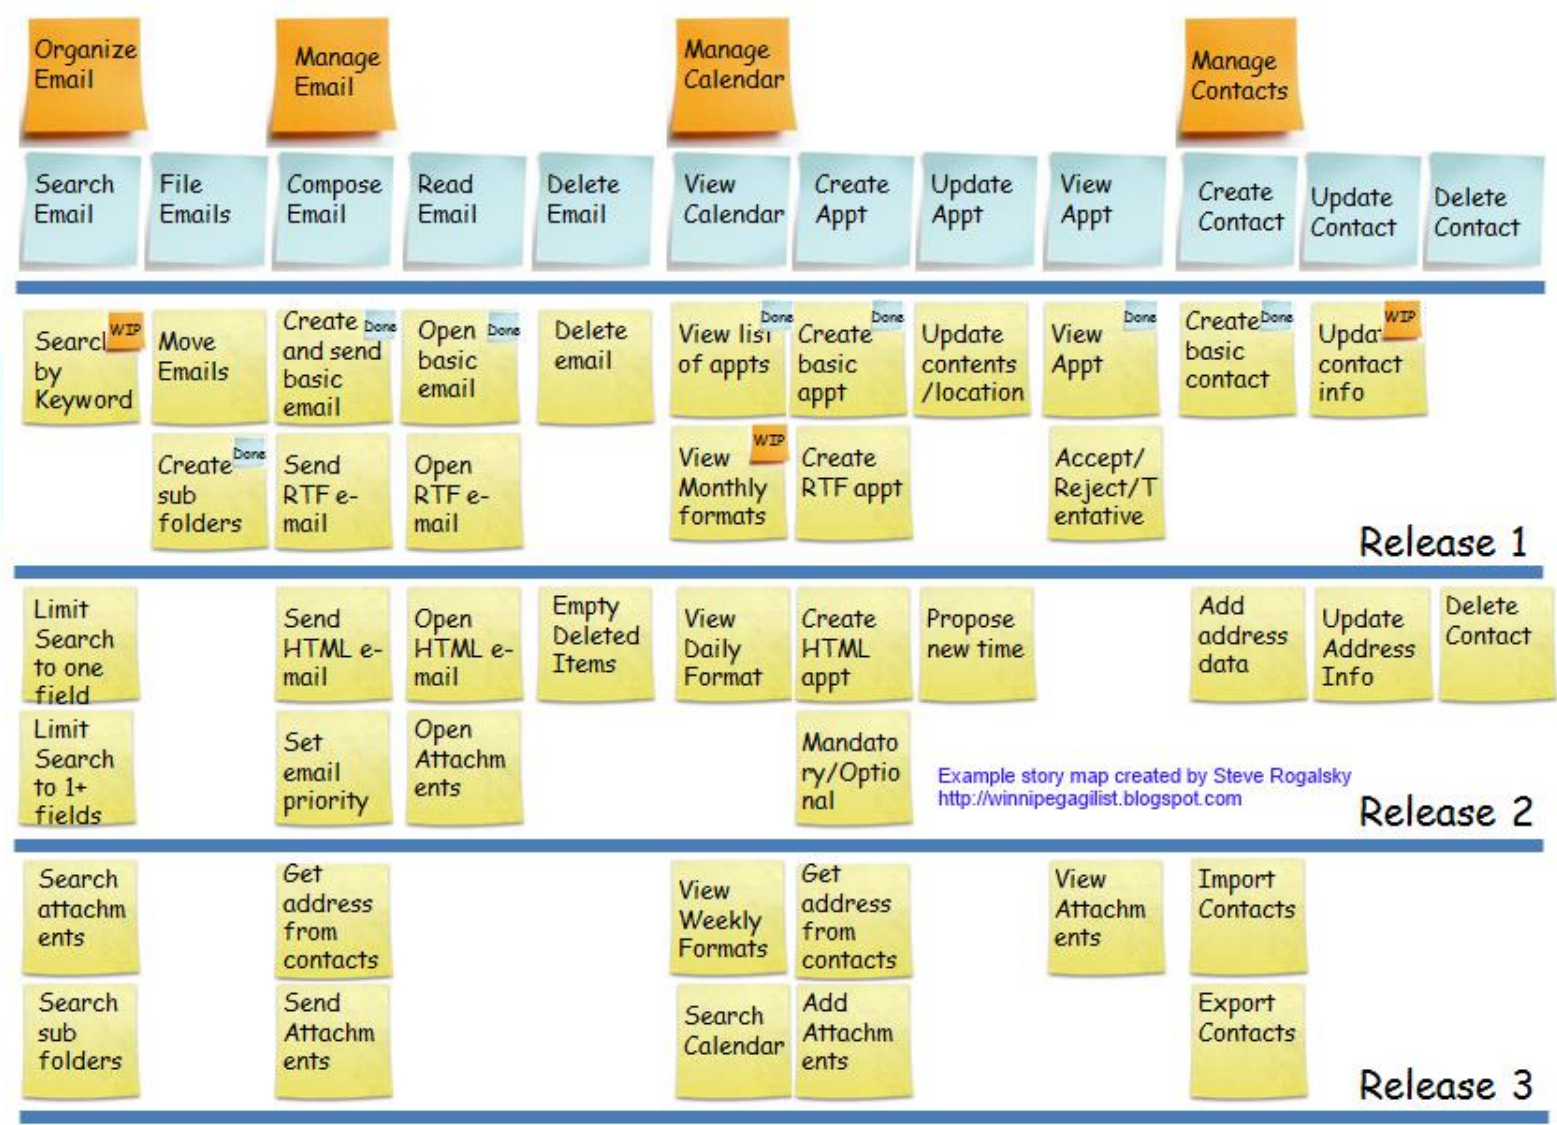 Organize
Email
Manage
Email
Manage
Calendar
Manage
Contacts
Search
Email
File
Emails
Compose
Email
Read
Email
Delete
Email
View
Calendar
Create
Appt
Update
Appt
View
Appt
Create
Contact
Update
Contact
Delete
Contact
Search
by
Keyword
WIP
Move
Emails
Create
and send
basic
email
Done
Open
basic
email
Done
Delete
email
View list
of appts
Done
Create
basic
appt
Done
Update
contents
/location
View
Appt
Done
Create
basic
contact
Done
Updat
contact
info
WIP
Create
sub
folders
Done
Send
RTF e-
mail
Open
RTF e-
mail
View
Monthly
formats
WIP
Create
RTF appt
Accept/
Reject/T
entative
Release 1
Limit
Search
to one
field
Send
HTML e-
mail
Open
HTML e-
mail
Empty
Deleted
Items
View
Daily
Format
Create
HTML
appt
Propose
new time
Add
address
data
Update
Address
Info
Delete
Contact
Limit
Search
to 1+
fields
Set
email
priority
Open
Attachm
ents
Mandato
ry/Optio
nal
Example story map created by Steve Rogalsky
http://winnipegagilist.blogspot.com
Release 2
Search
attachm
ents
Get
address
from
contacts
View
Weekly
Formats
Get
address
from
contacts
View
Attachm
ents
Import
Contacts
Search
sub
folders
Send
Attachm
ents
Search
Calendar
Add
Attachm
ents
Export
Contacts
Release 3